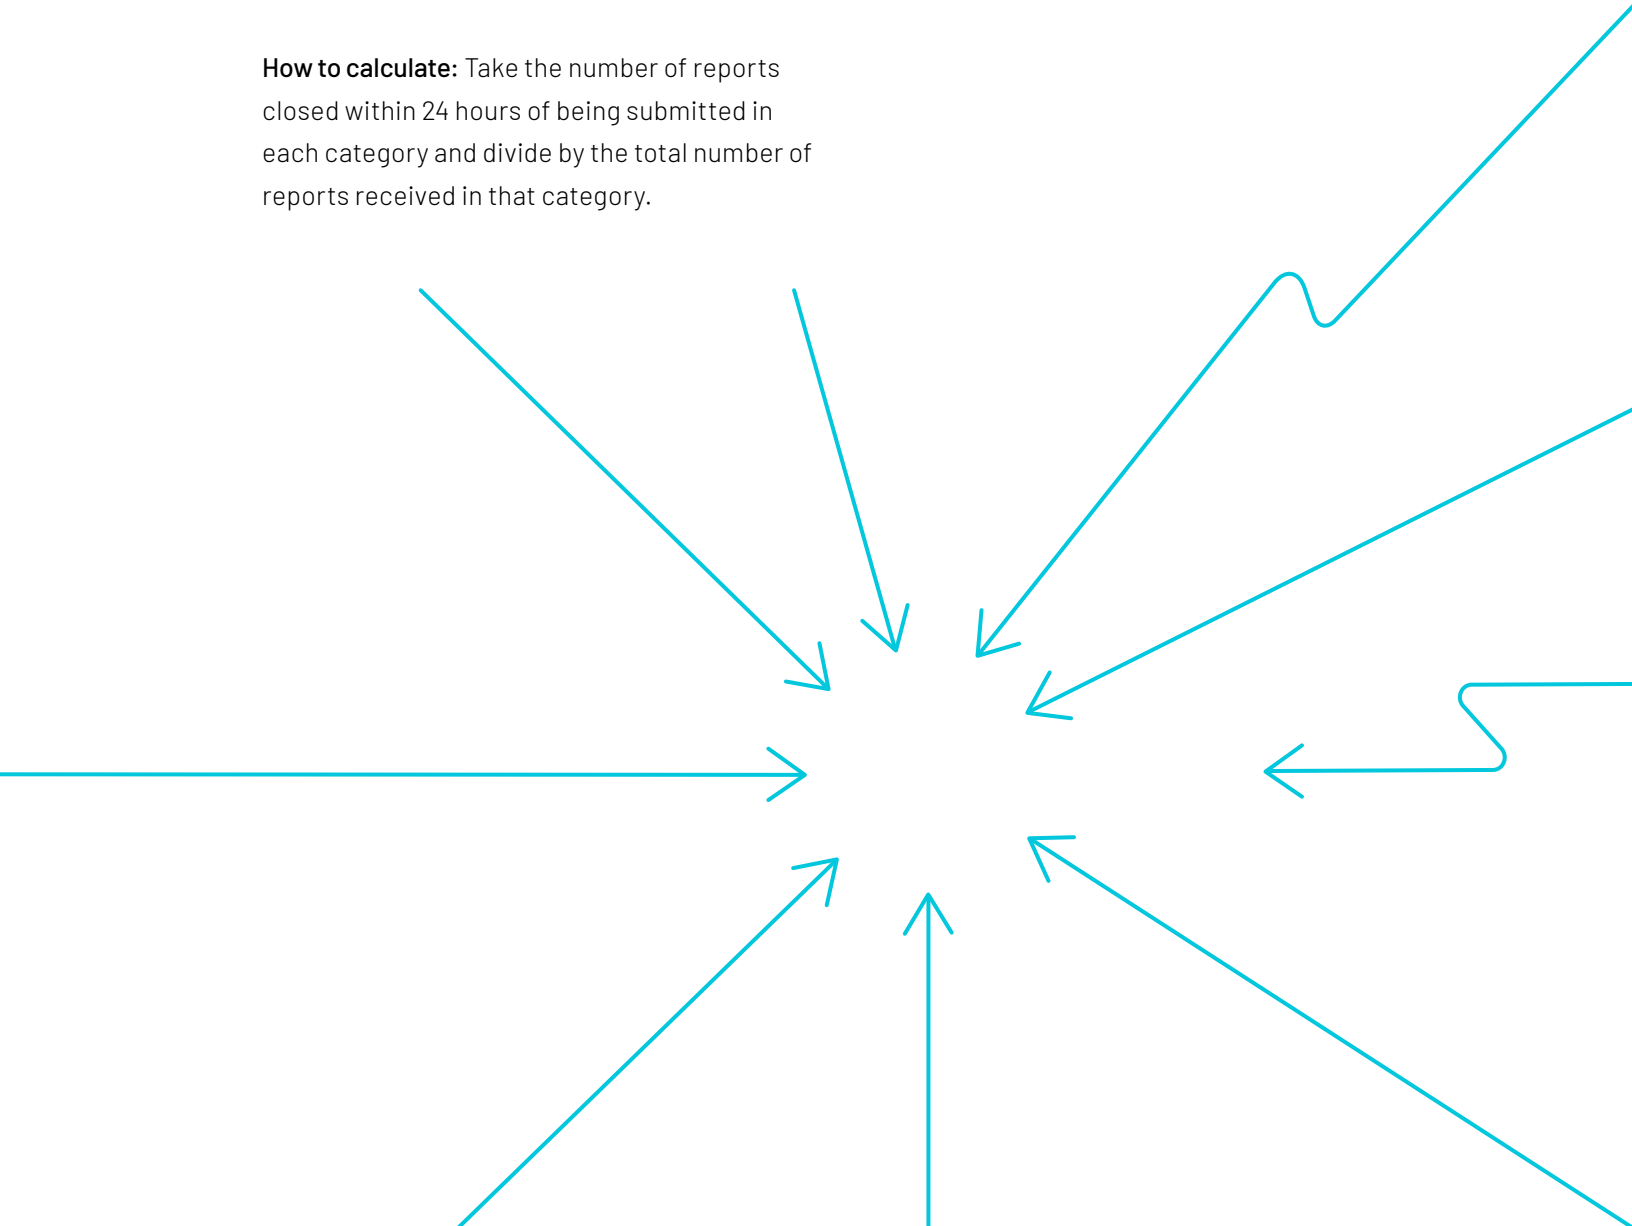 How to calculate: Take the number of reports
closed within 24 hours of being submitted in
each category and divide by the total number of
reports received in that category.